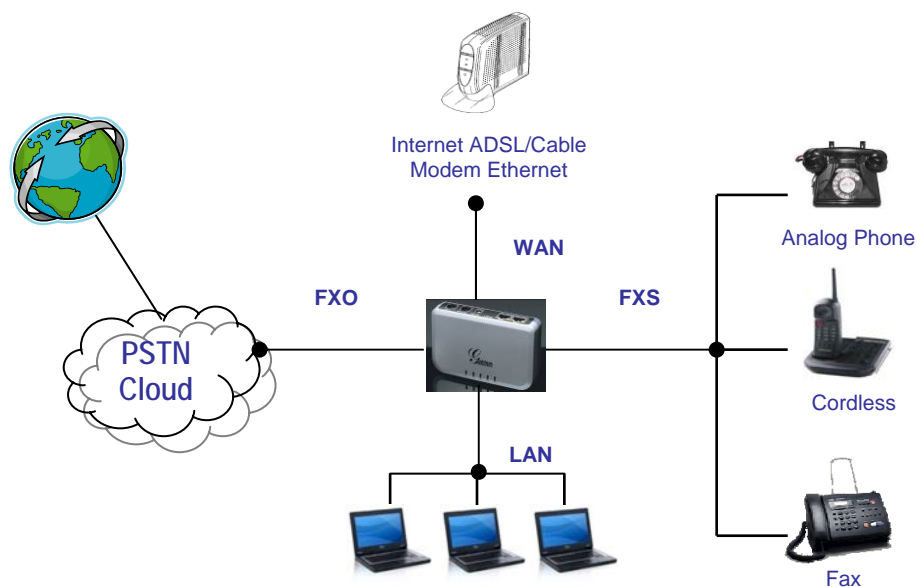 Internet ADSL/Cable
Modem Ethernet
WAN
FXO
FXS
PSTN
Cloud
LAN
Analog Phone
Cordless
Fax